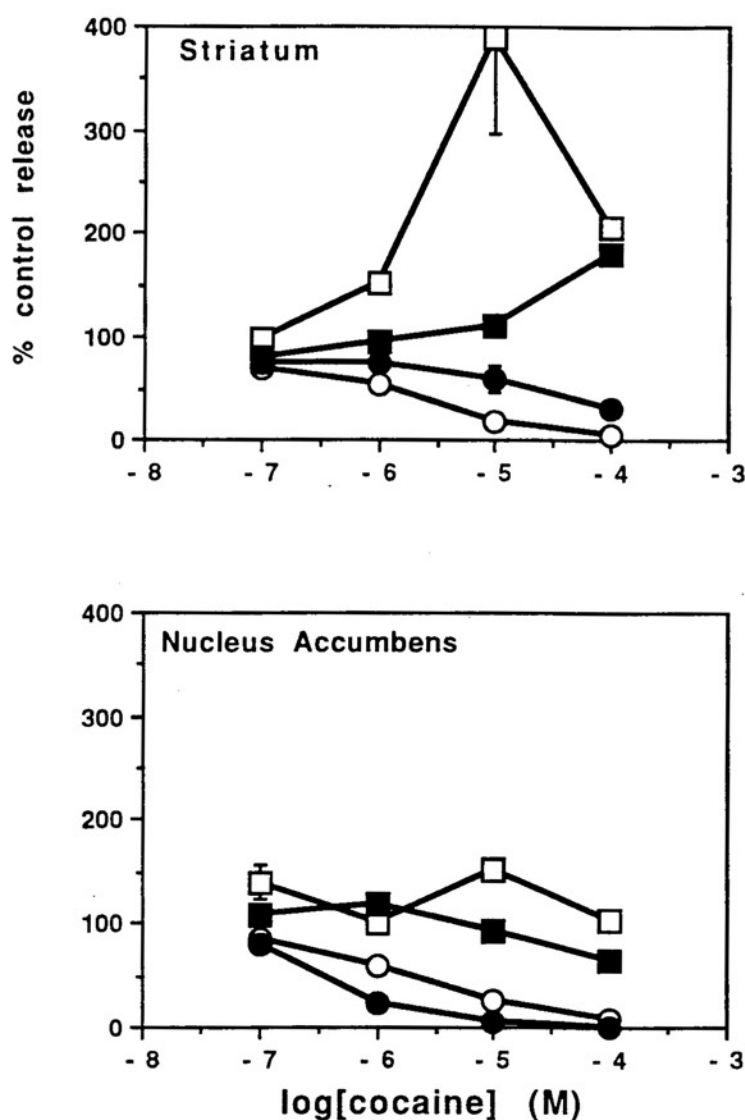 % control release
Striatum
400
300
200
100
0
- 8 - 7 - 6 - 5 - 4 - 3
Nucleus Accumbens
400
300
200
100
0
- 8 - 7 - 6 - 5 - 4 - 3
log[cocaine] (M)